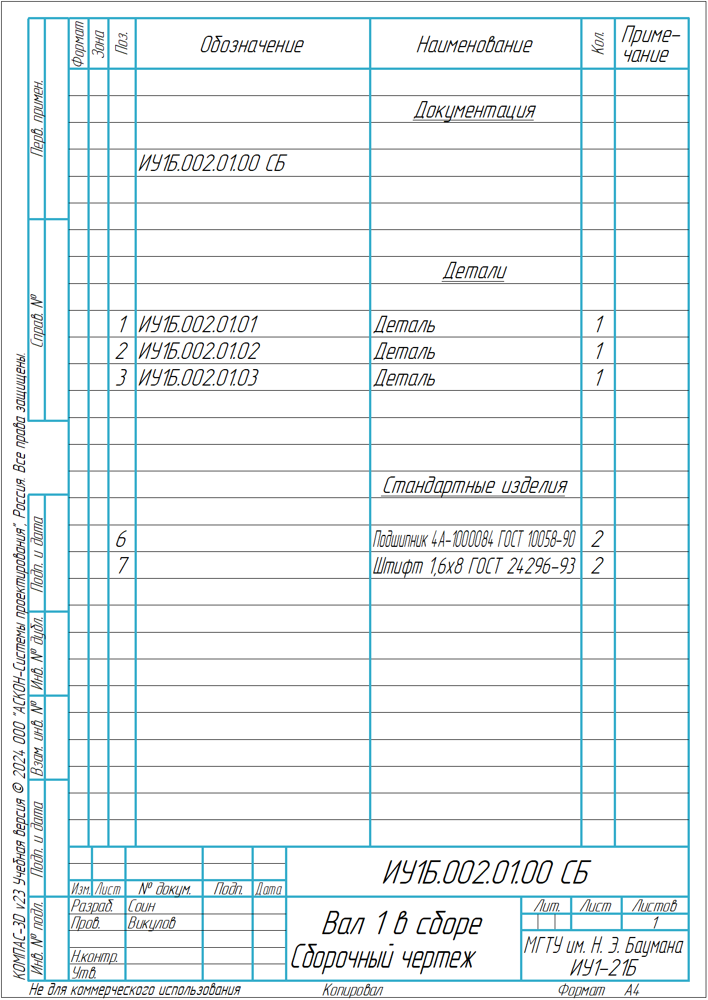 Формат Зона Поз. Обозначение Наименование Кол. Приме-
чание
Перв. примен.
Документация
ИУ1Б.002.01.00 СБ
Детали
Справ. №
1 ИУ1Б.002.01.01 Деталь 1
2 ИУ1Б.002.01.02 Деталь 1
3 ИУ1Б.002.01.03 Деталь 1
Стандартные изделия
6 Подшипник 4А-1000084 ГОСТ 10058-90 2
7 Штифт 1,6x8 ГОСТ 24296-93 2
Подп. и дата
Инв. № дубл.
Взам. инв. №
Подп. и дата
Инв. № подл.
КОМПАС-3D v23 Учебная версия © 2024 ООО "АСКОН-Системы проектирования", Россия. Все права защищены.
ИУ1Б.002.01.00 СБ
Изм. Лист № докум. Подп. Дата
Разраб. Соин
Пров. Викулов
Н.контр.
Утв.
Вал 1 в сборе
Сборочный чертеж
Лит. Лист Листов
1
МГТУ им. Н. Э. Баумана
ИУ1-21Б
Не для коммерческого использования Копировал Формат А4